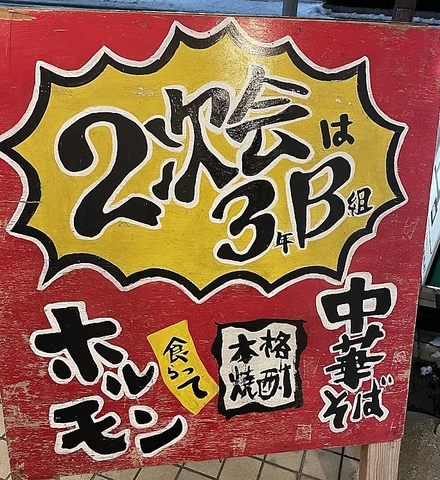 2次会は
3年B組
ホルモン
食らって
本格
焼酎
中華そば